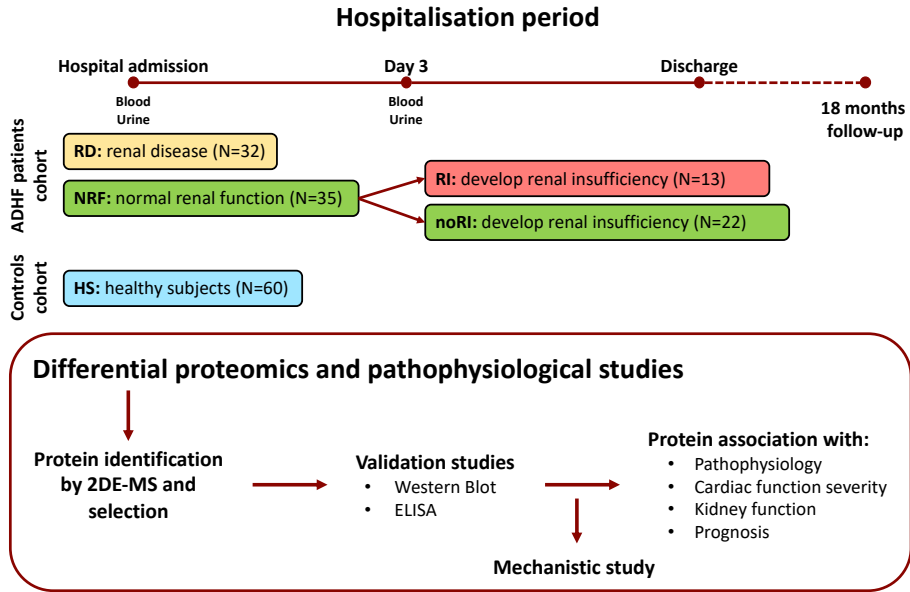 Hospitalisation period
Hospital admission
Day 3
Discharge
Blood
Urine
Blood
Urine
18 months
follow-up
ADHF patients
cohort
RD: renal disease (N=32)
NRF: normal renal function (N=35)
RI: develop renal insufficiency (N=13)
noRI: develop renal insufficiency (N=22)
Controls
cohort
HS: healthy subjects (N=60)
Differential proteomics and pathophysiological studies
Protein identification
by 2DE-MS and
selection
Validation studies
• Western Blot
• ELISA
Protein association with:
• Pathophysiology
• Cardiac function severity
• Kidney function
• Prognosis
Mechanistic study